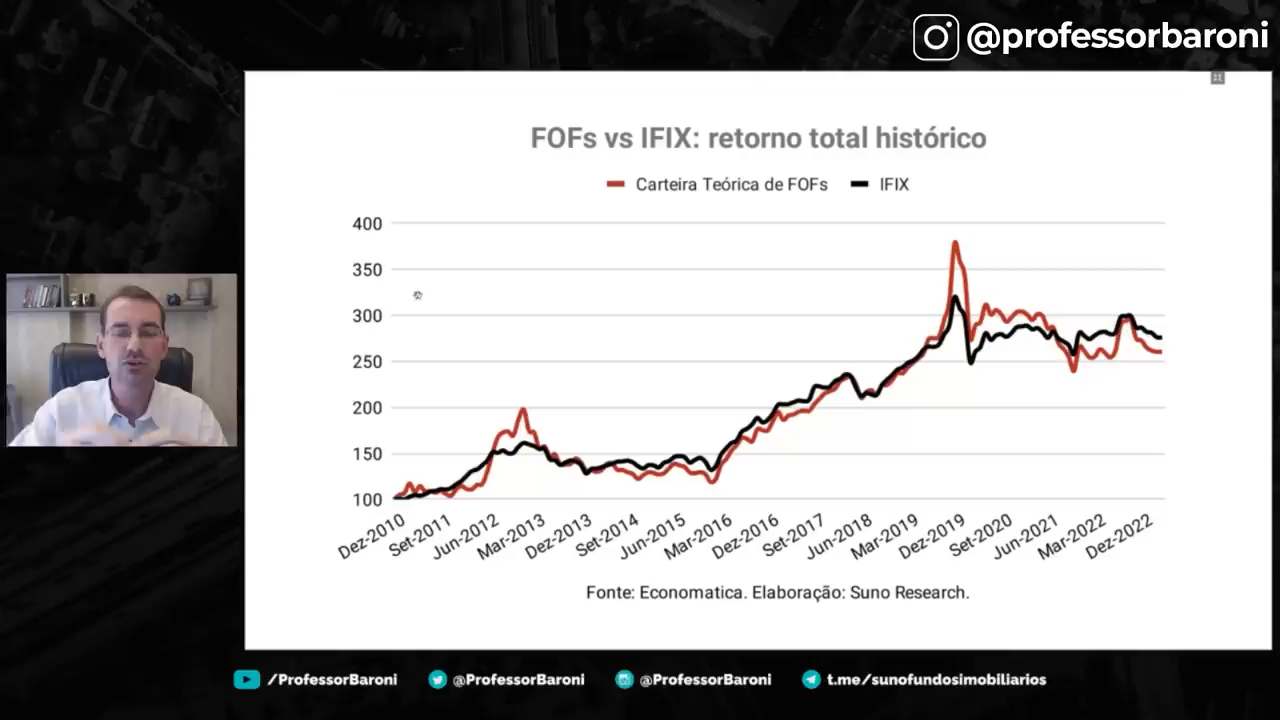 @professorbaroni
FOFs vs IFIX: retorno total histórico
Carteira Teórica de FOFs
IFIX
400
350
300
250
200
150
100
Dez-2010
Set-2011
Jun-2012
Mar-2013
Dez-2013
Set-2014
Jun-2015
Mar-2016
Dez-2016
Set-2017
Jun-2018
Mar-2019
Dez-2019
Set-2020
Jun-2021
Mar-2022
Dez-2022
Fonte: Economatica. Elaboração: Suno Research.
/ProfessorBaroni
@ProfessorBaroni
@ProfessorBaroni
t.me/sunofundosimobiliarios